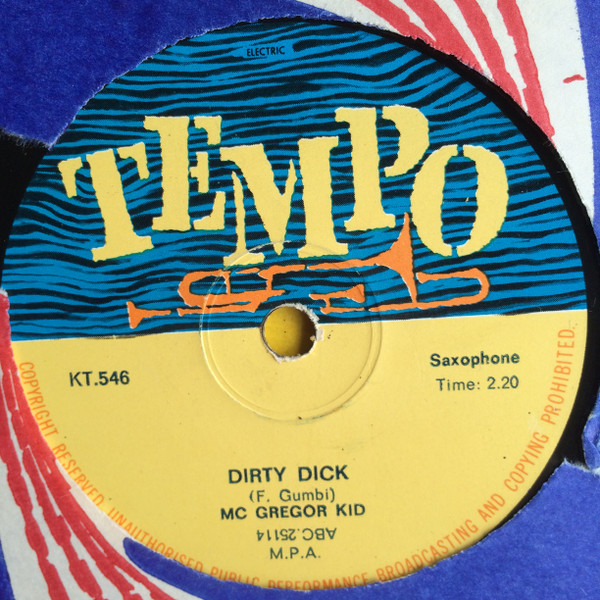 ELECTRIC
TEMPO
KT.546
Saxophone
Time: 2.20
DIRTY DICK
(F. Gumbi)
MC GREGOR KID
ABC.25114
M.P.A.
COPYRIGHT RESERVED. UNAUTHORISED PUBLIC PERFORMANCE BROADCASTING AND COPYING PROHIBITED.